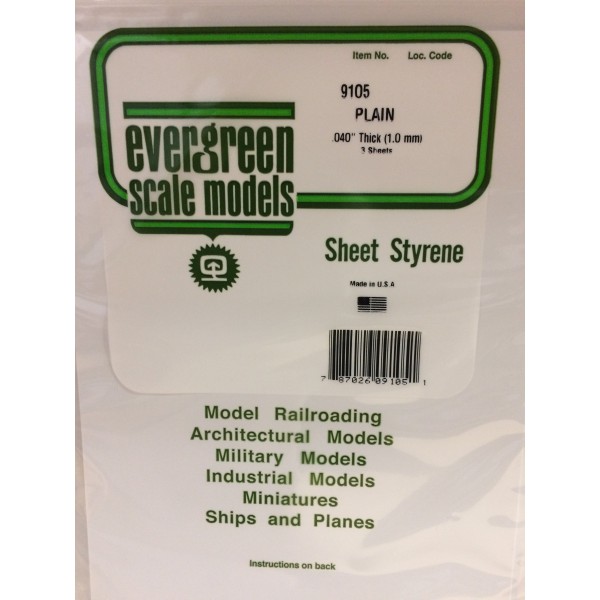 Item No. Loc. Code
9105
PLAIN
.040" Thick (1.0 mm)
3 Sheets
evergreen
scale models
Sheet Styrene
Made in U.S.A
7 87026 09105 1
Model Railroading
Architectural Models
Military Models
Industrial Models
Miniatures
Ships and Planes
Instructions on back